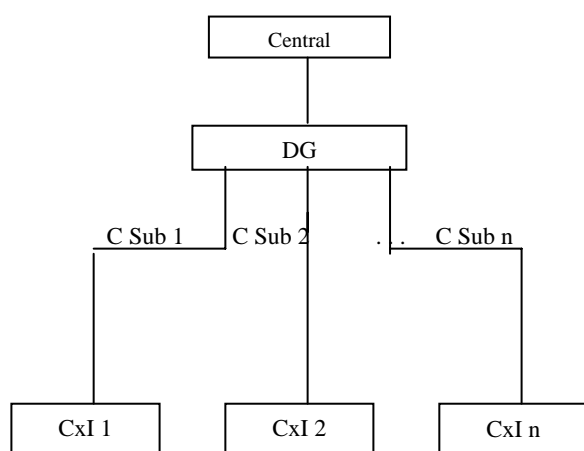 Central
DG
C Sub 1 C Sub 2 . . . C Sub n
CxI 1 CxI 2 CxI n